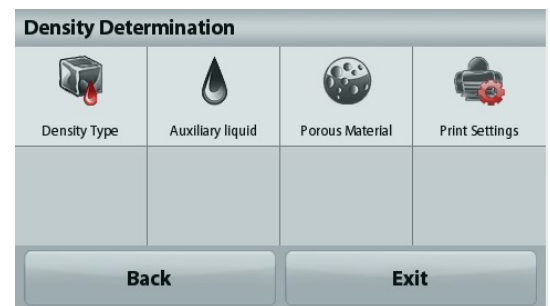 Density Determination
Density Type
Auxiliary liquid
Porous Material
Print Settings
Back
Exit